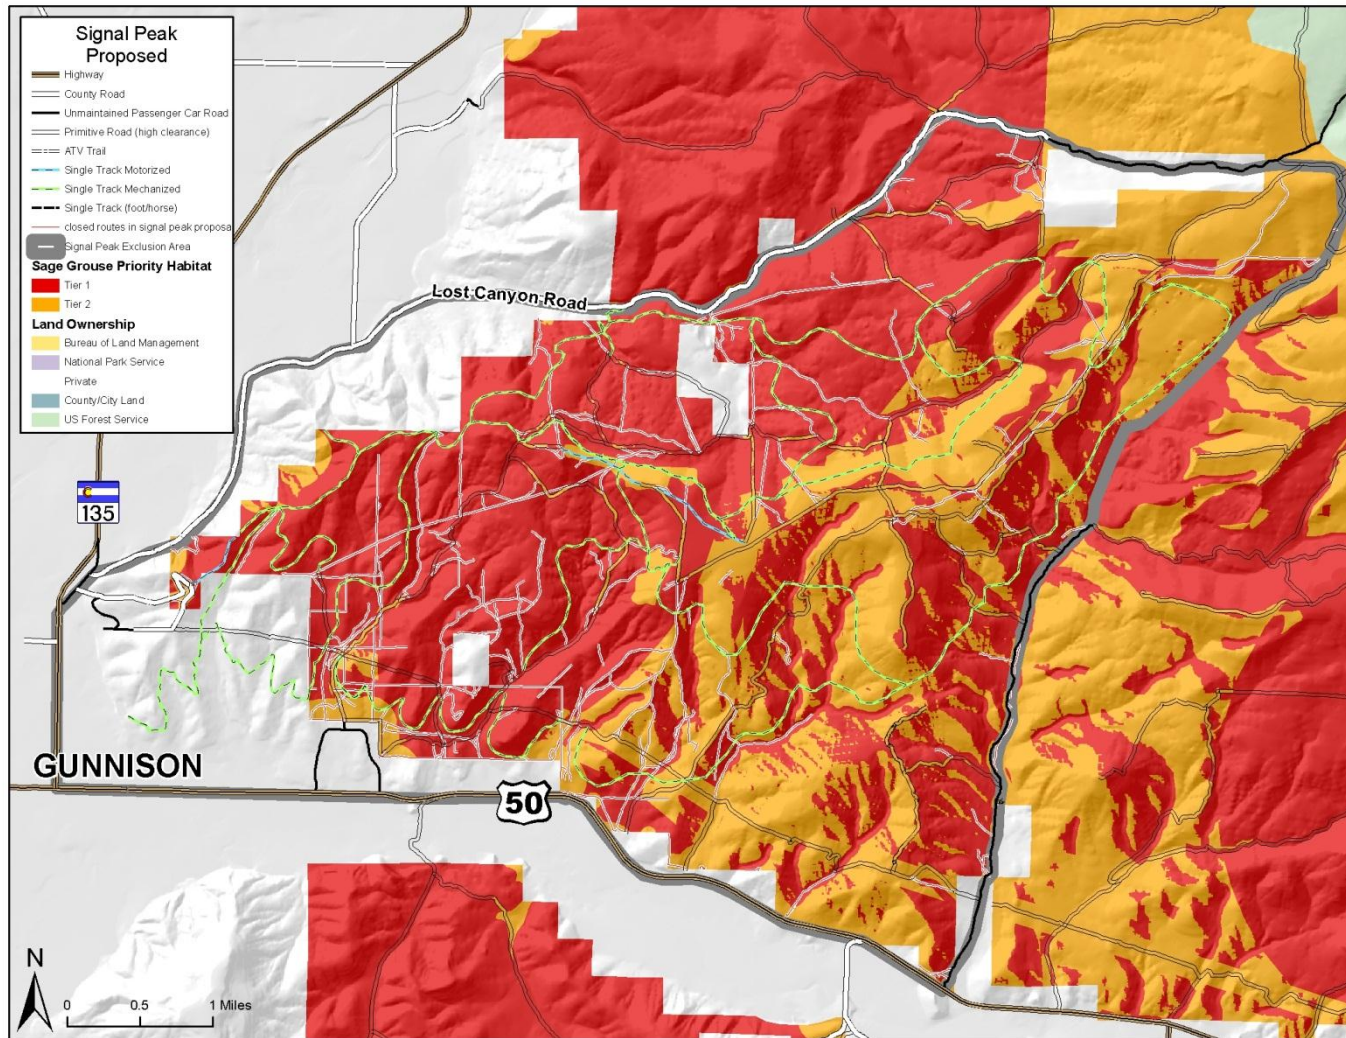 Signal Peak
Proposed
Highway
County Road
Unmaintained Passenger Car Road
Primitive Road (high clearance)
ATV Trail
Single Track Motorized
Single Track Mechanized
Single Track (foot/horse)
closed routes in signal peak proposa
Signal Peak Exclusion Area
Sage Grouse Priority Habitat
Tier 1
Tier 2
Land Ownership
Bureau of Land Management
National Park Service
Private
County/City Land
US Forest Service
Lost Canyon Road
135
GUNNISON
50
N
0 0.5 1 Miles